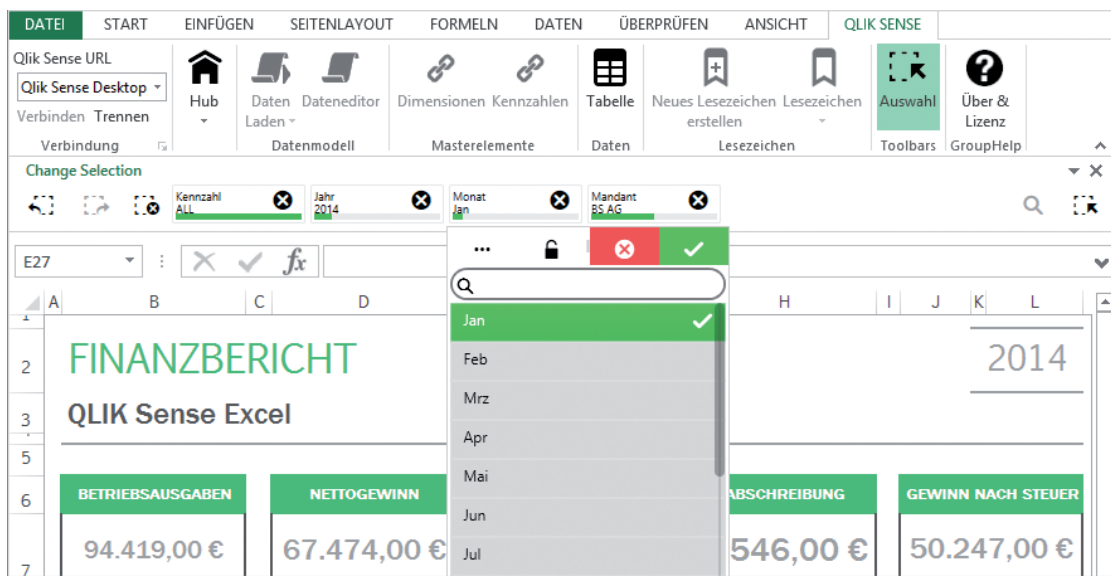 DATEI START EINFÜGEN SEITENLAYOUT FORMELN DATEN ÜBERPRÜFEN ANSICHT QLIK SENSE
Qlik Sense URL
Qlik Sense Desktop
Verbinden Trennen
Verbindung
Hub
Daten Laden
Dateneditor
Datenmodell
Dimensionen Kennzahlen
Masterelemente
Tabelle
Daten
Neues Lesezeichen erstellen
Lesezeichen
Lesezeichen
Auswahl
Toolbars
Über & Lizenz
GroupHelp
Change Selection
Kennzahl
ALL
Jahr
2014
Monat
Jan
Mandant
BS AG
E27
fx
A B C D H I J K L
Jan
Feb
Mrz
Apr
Mai
Jun
Jul
2 FINANZBERICHT 2014
3 QLIK Sense Excel
5
6 BETRIEBSAUSGABEN NETTOGEWINN ABSCHREIBUNG GEWINN NACH STEUER
7 94.419,00 € 67.474,00 € 546,00 € 50.247,00 €